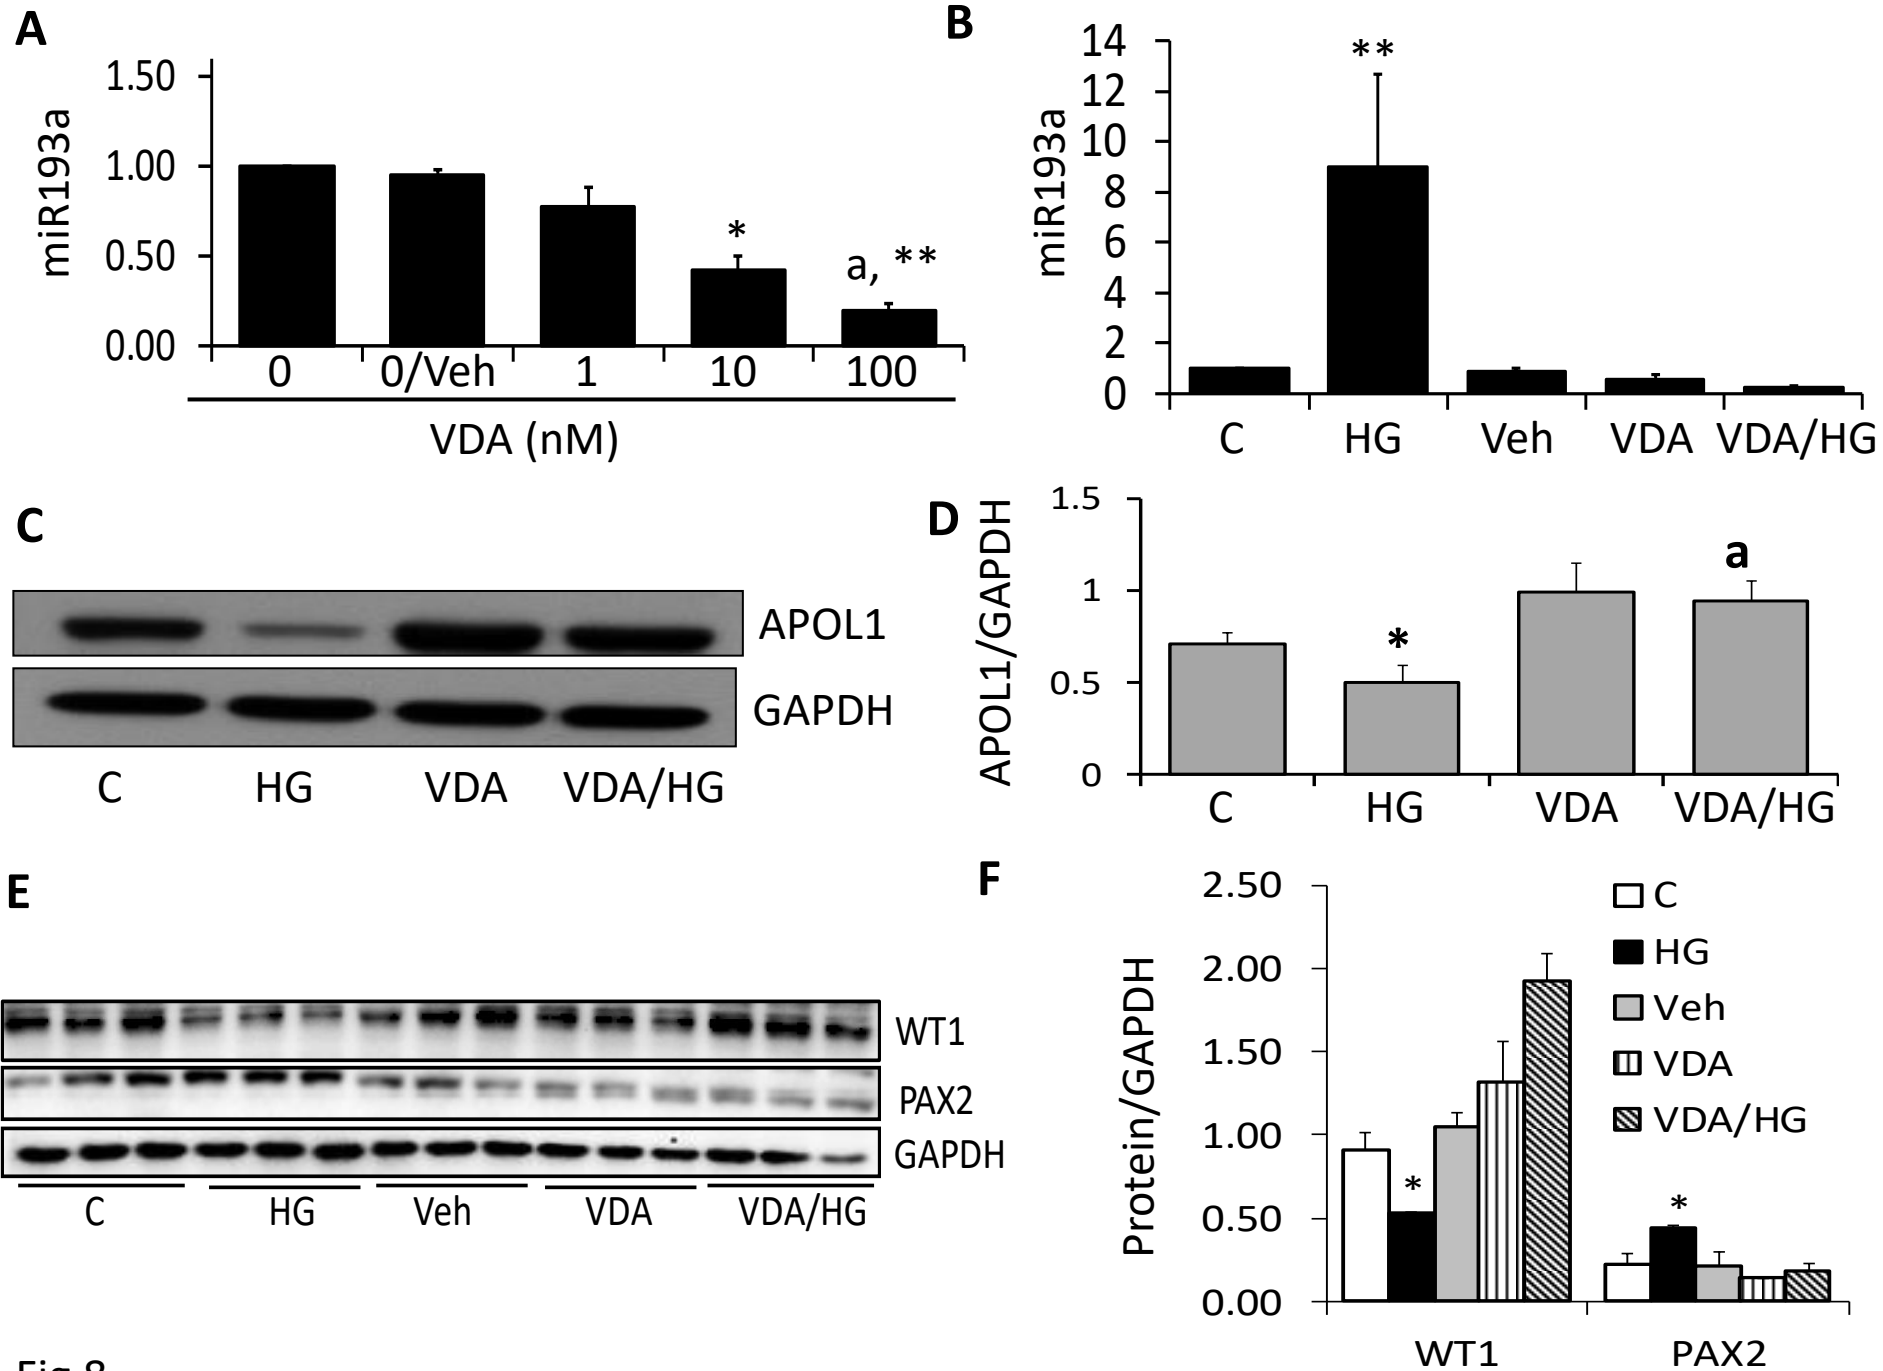 A
miR193a
1.50
1.00
0.50
0.00
*
a, **
0 0/Veh 1 10 100
VDA (nM)
B
miR193a
14
12
10
8
6
4
2
0
**
C HG Veh VDA VDA/HG
C
APOL1
GAPDH
C HG VDA VDA/HG
D
APOL1/GAPDH
1.5
1
0.5
0
*
a
C HG VDA VDA/HG
E
WT1
PAX2
GAPDH
C HG Veh VDA VDA/HG
F
Protein/GAPDH
2.50
2.00
1.50
1.00
0.50
0.00
C
HG
Veh
VDA
VDA/HG
*
*
WT1 PAX2
Fig 8